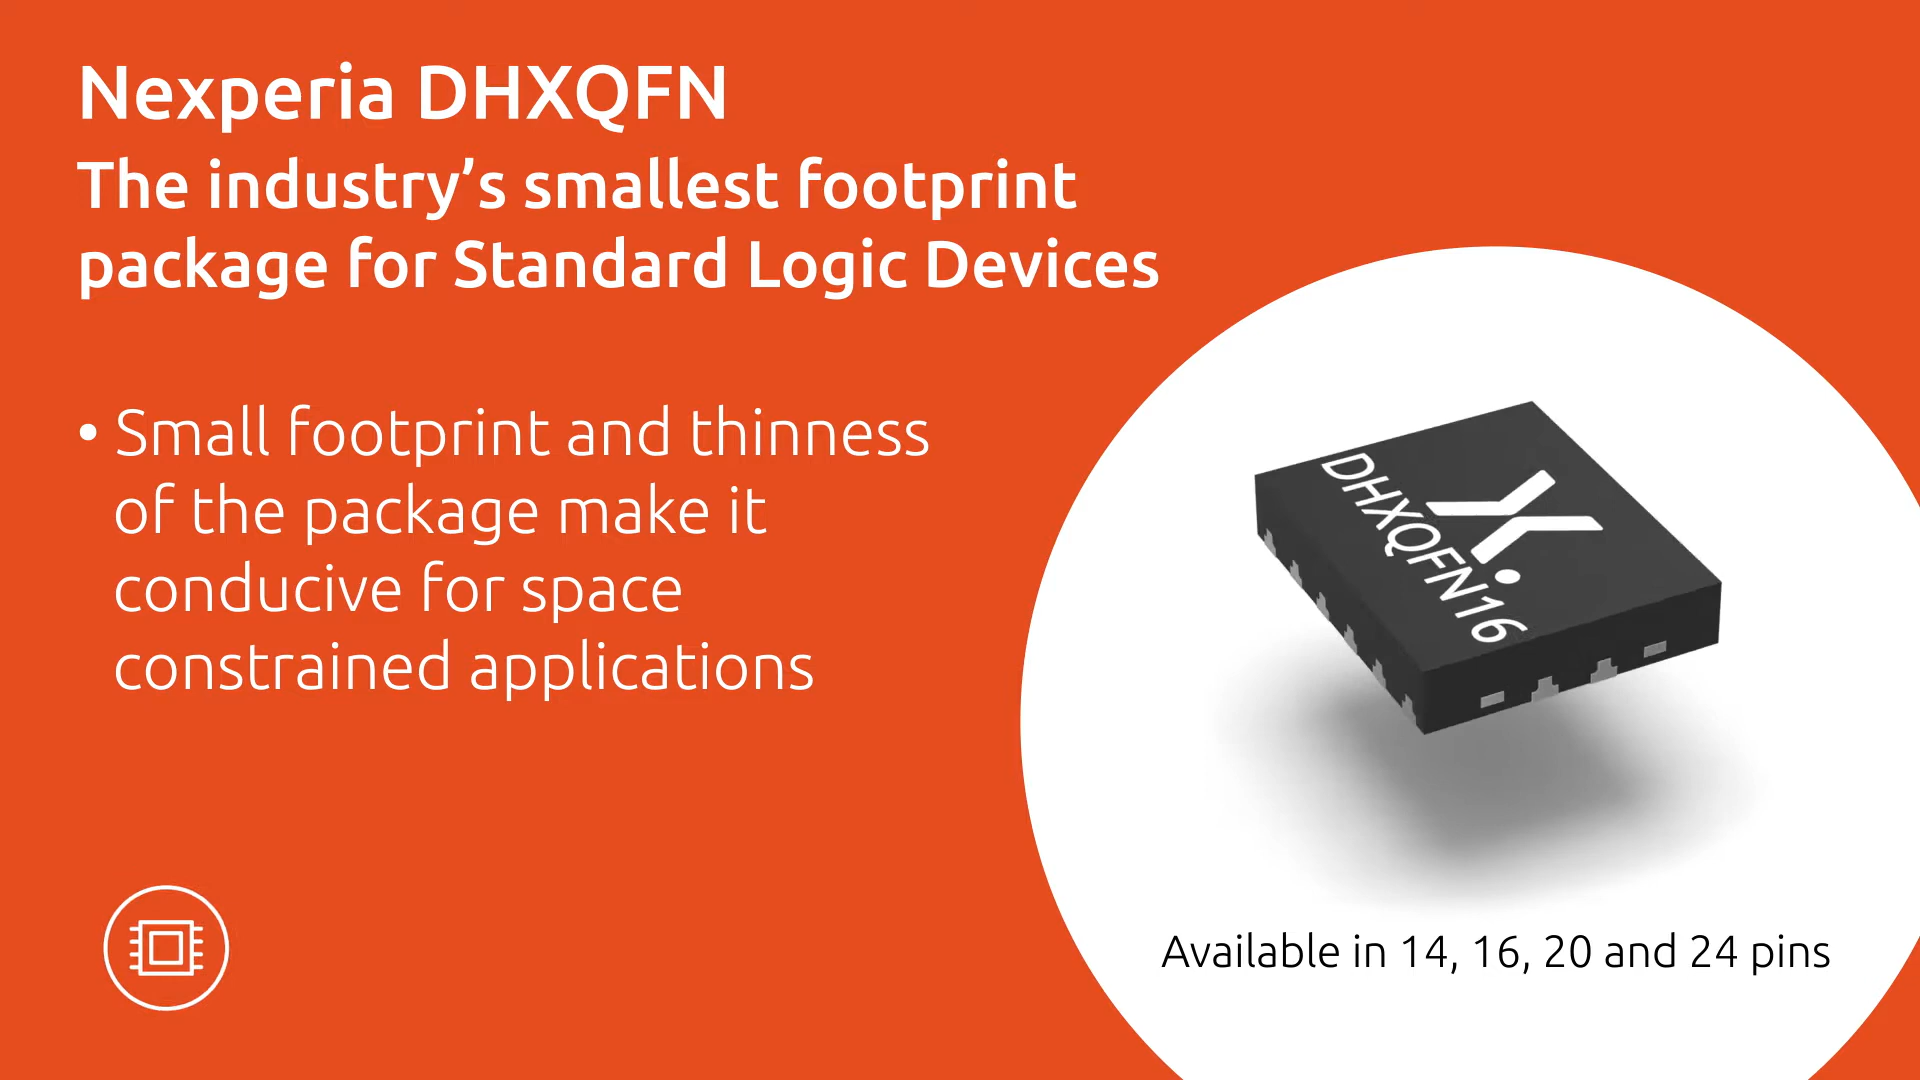 Nexperia DHXQFN
The industry’s smallest footprint
package for Standard Logic Devices
• Small footprint and thinness
of the package make it
conducive for space
constrained applications
DHXQFN16
Available in 14, 16, 20 and 24 pins